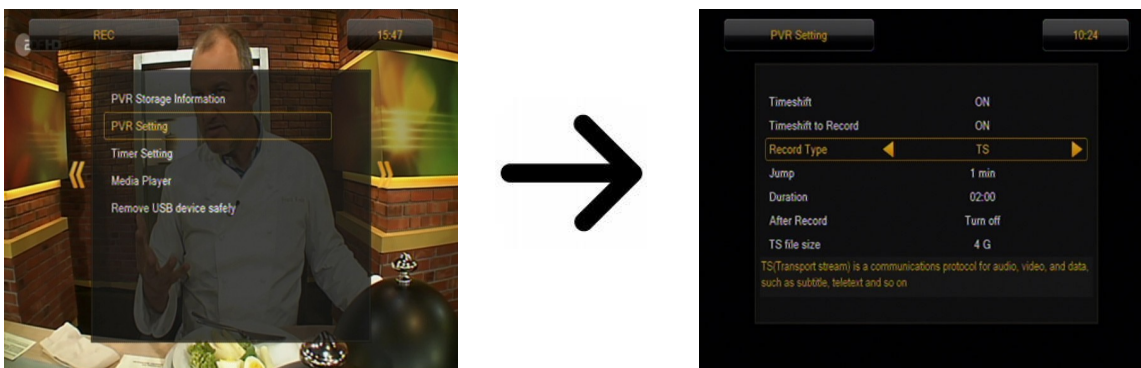 REC
15:47
PVR Storage Information
PVR Setting
Timer Setting
Media Player
Remove USB device safely
PVR Setting
10:24
Timeshift ON
Timeshift to Record ON
Record Type TS
Jump 1 min
Duration 02:00
After Record Turn off
TS file size 4 G
TS(Transport stream) is a communications protocol for audio, video, and data,
such as subtitle, teletext and so on